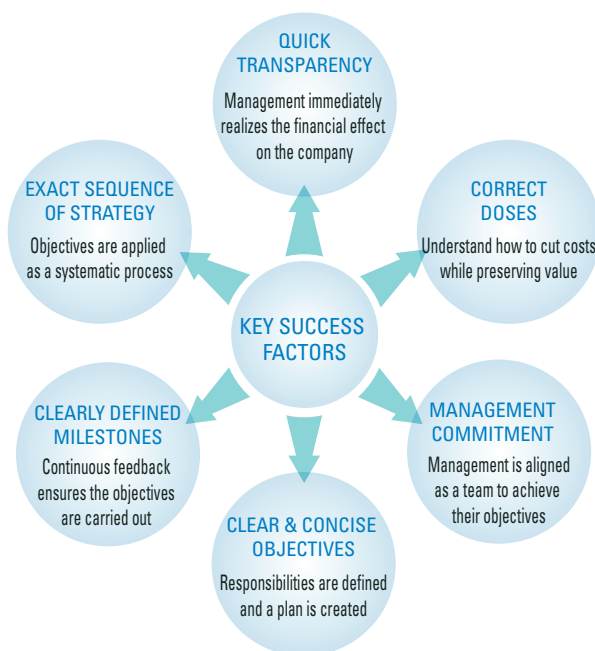 QUICK
TRANSPARENCY
Management immediately
realizes the financial effect
on the company
EXACT SEQUENCE
OF STRATEGY
Objectives are applied
as a systematic process
CORRECT
DOSES
Understand how to cut costs
while preserving value
KEY SUCCESS
FACTORS
CLEARLY DEFINED
MILESTONES
Continuous feedback
ensures the objectives
are carried out
MANAGEMENT
COMMITMENT
Management is aligned
as a team to achieve
their objectives
CLEAR & CONCISE
OBJECTIVES
Responsibilities are defined
and a plan is created